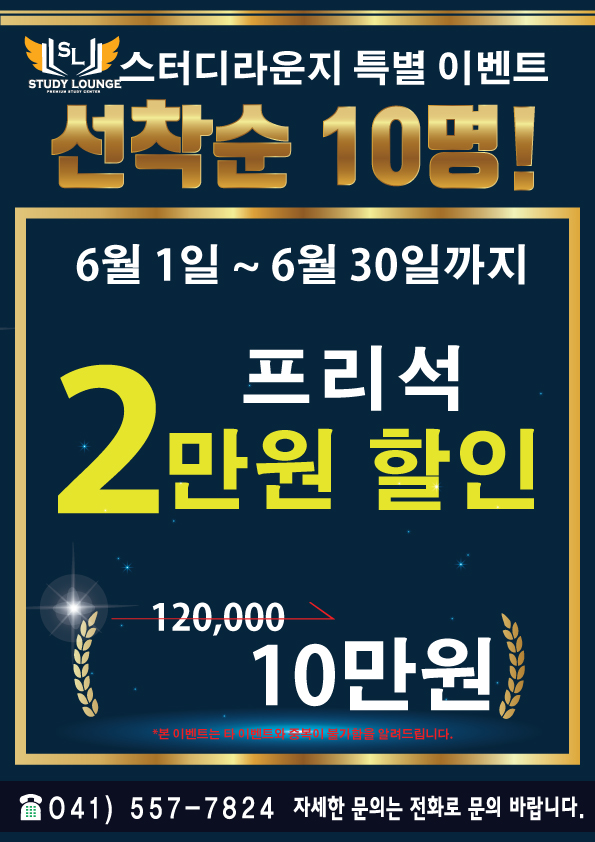 SL
STUDY LOUNGE
PREMIUM STUDY CENTER
스터디라운지 특별 이벤트
선착순 10명!
6월 1일 ~ 6월 30일까지
프리석
2만원 할인
120,000
10만원
*본 이벤트는 타 이벤트와 중복이 불가함을 알려드립니다.
☎041) 557-7824 자세한 문의는 전화로 문의 바랍니다.